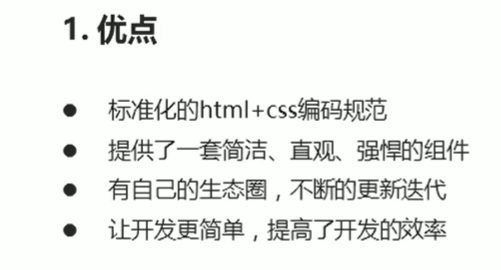 1. 优点
● 标准化的html+css编码规范
● 提供了一套简洁、直观、强悍的组件
● 有自己的生态圈，不断的更新迭代
● 让开发更简单，提高了开发的效率